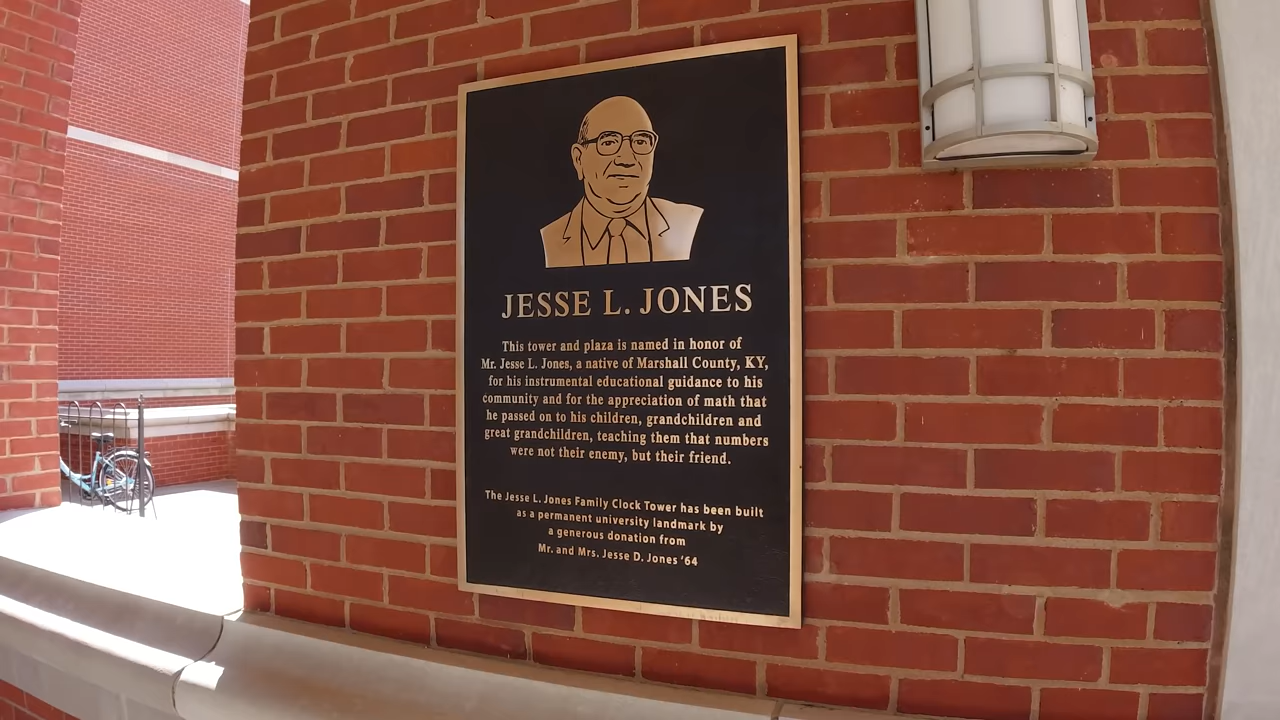 JESSE L. JONES
This tower and plaza is named in honor of
Mr. Jesse L. Jones, a native of Marshall County, KY,
for his instrumental educational guidance to his
community and for the appreciation of math that
he passed on to his children, grandchildren and
great grandchildren, teaching them that numbers
were not their enemy, but their friend.
The Jesse L. Jones Family Clock Tower has been built
as a permanent university landmark by
a generous donation from
Mr. and Mrs. Jesse D. Jones '64